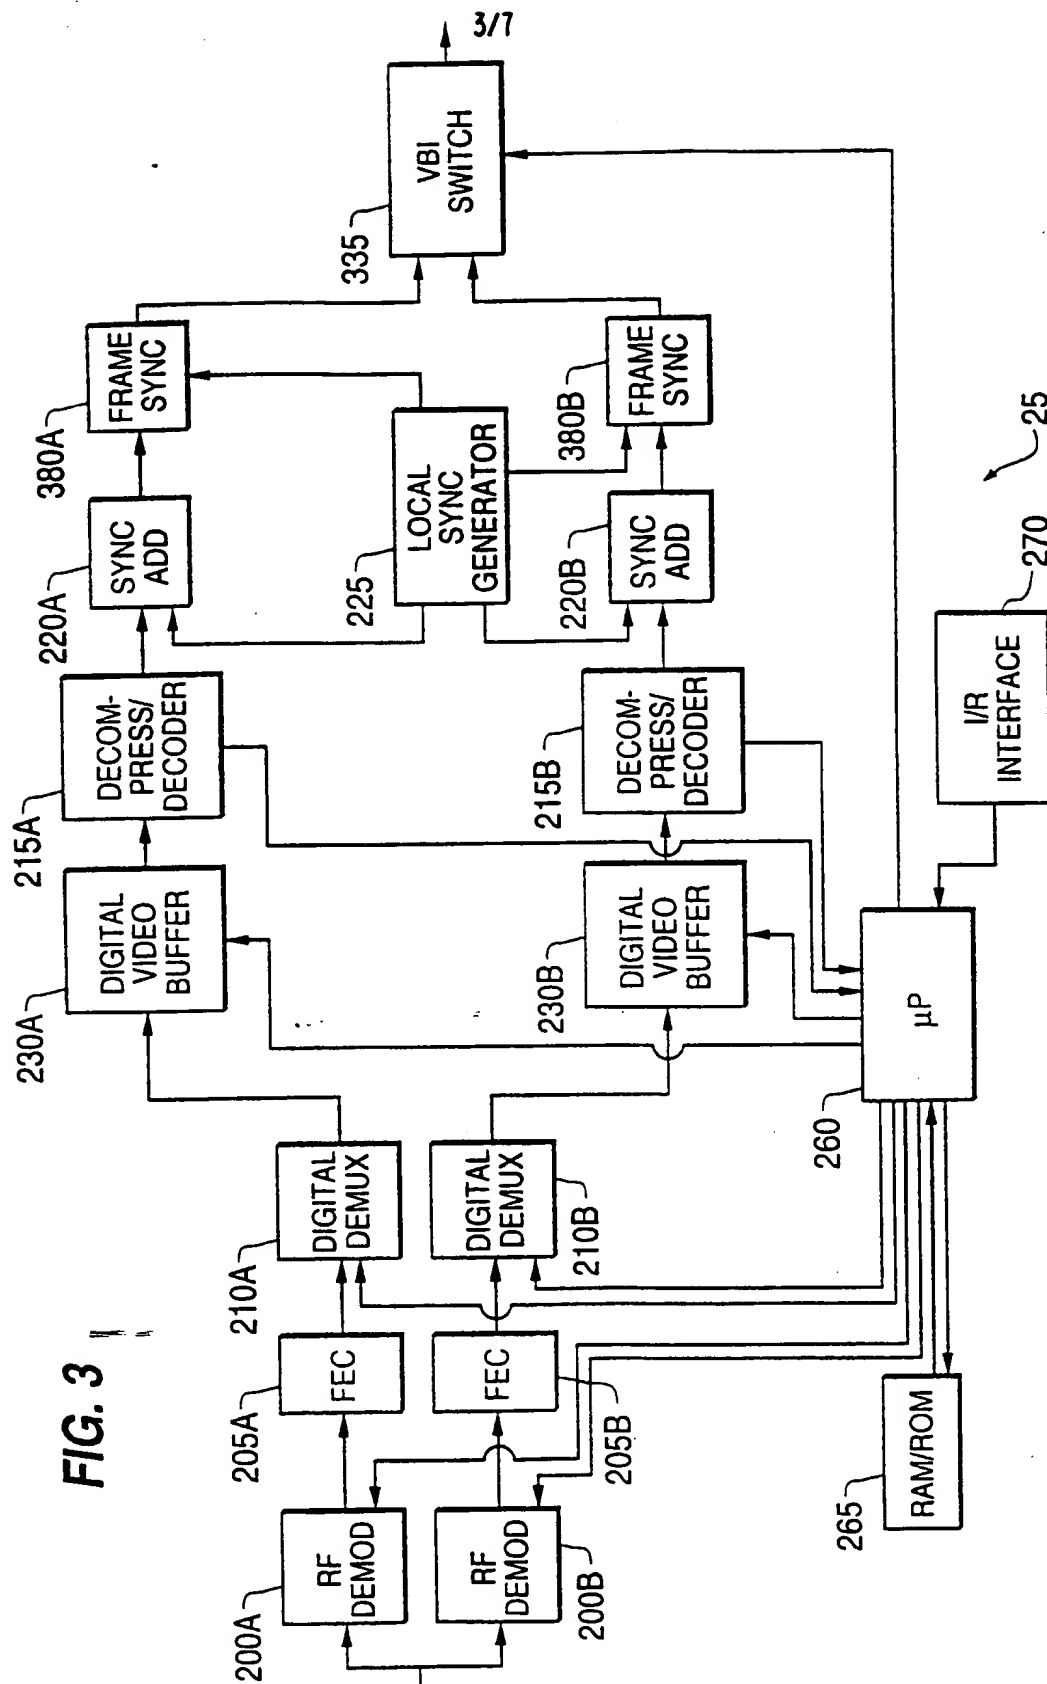 FIG. 3
200A
RF
DEMOD
205A
FEC
210A
DIGITAL
DEMUX
230A
DIGITAL
VIDEO
BUFFER
215A
DECOM-
PRESS/
DECODER
220A
SYNC
ADD
380A
FRAME
SYNC
200B
RF
DEMOD
205B
FEC
210B
DIGITAL
DEMUX
230B
DIGITAL
VIDEO
BUFFER
215B
DECOM-
PRESS/
DECODER
220B
SYNC
ADD
380B
FRAME
SYNC
225
LOCAL
SYNC
GENERATOR
335
VBI
SWITCH
3/7
265
RAM/ROM
260
µP
270
I/R
INTERFACE
25